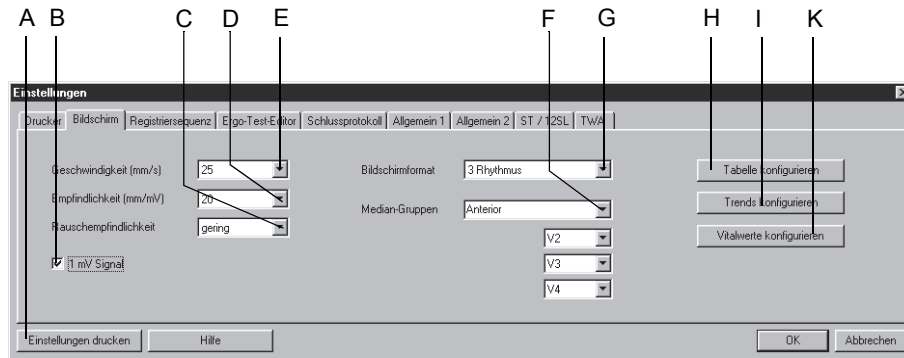 A B C D E F G H I K
Einstellungen
Drucker Bildschirm Registriersequenz Ergo-Test-Editor Schlussprotokoll Allgemein 1 Allgemein 2 ST / 12SL TWA
Geschwindigkeit (mm/s) 25 Bildschirmformat 3 Rhythmus Tabelle konfigurieren
Empfindlichkeit (mm/mV) 20 Median-Gruppen Anterior Trends Konfigurieren
Rauschempfindlichkeit gering V2 Vitalwerte konfigurieren
1 mV Signal V3
V4
Einstellungen drucken Hilfe OK Abbrechen